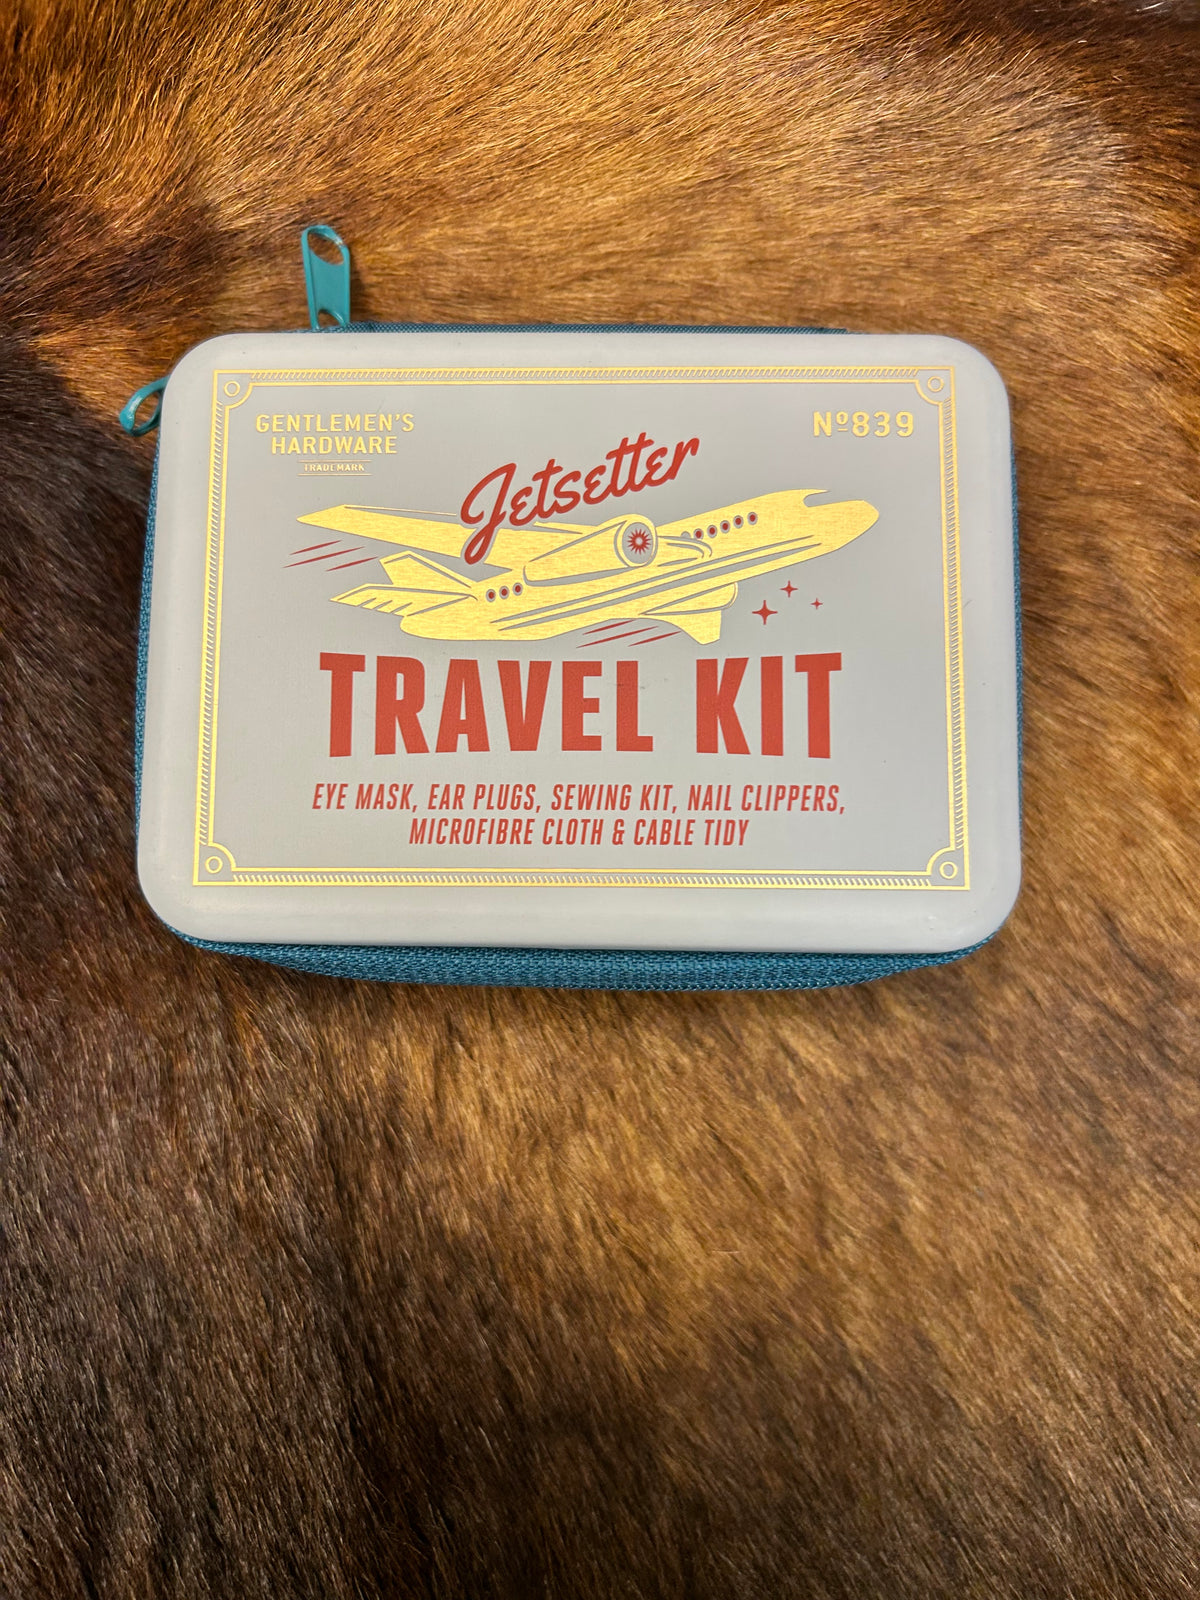 GENTLEMEN'S
HARDWARE
TRADEMARK
Nº839
Jetsetter
TRAVEL KIT
EYE MASK, EAR PLUGS, SEWING KIT, NAIL CLIPPERS,
MICROFIBRE CLOTH & CABLE TIDY